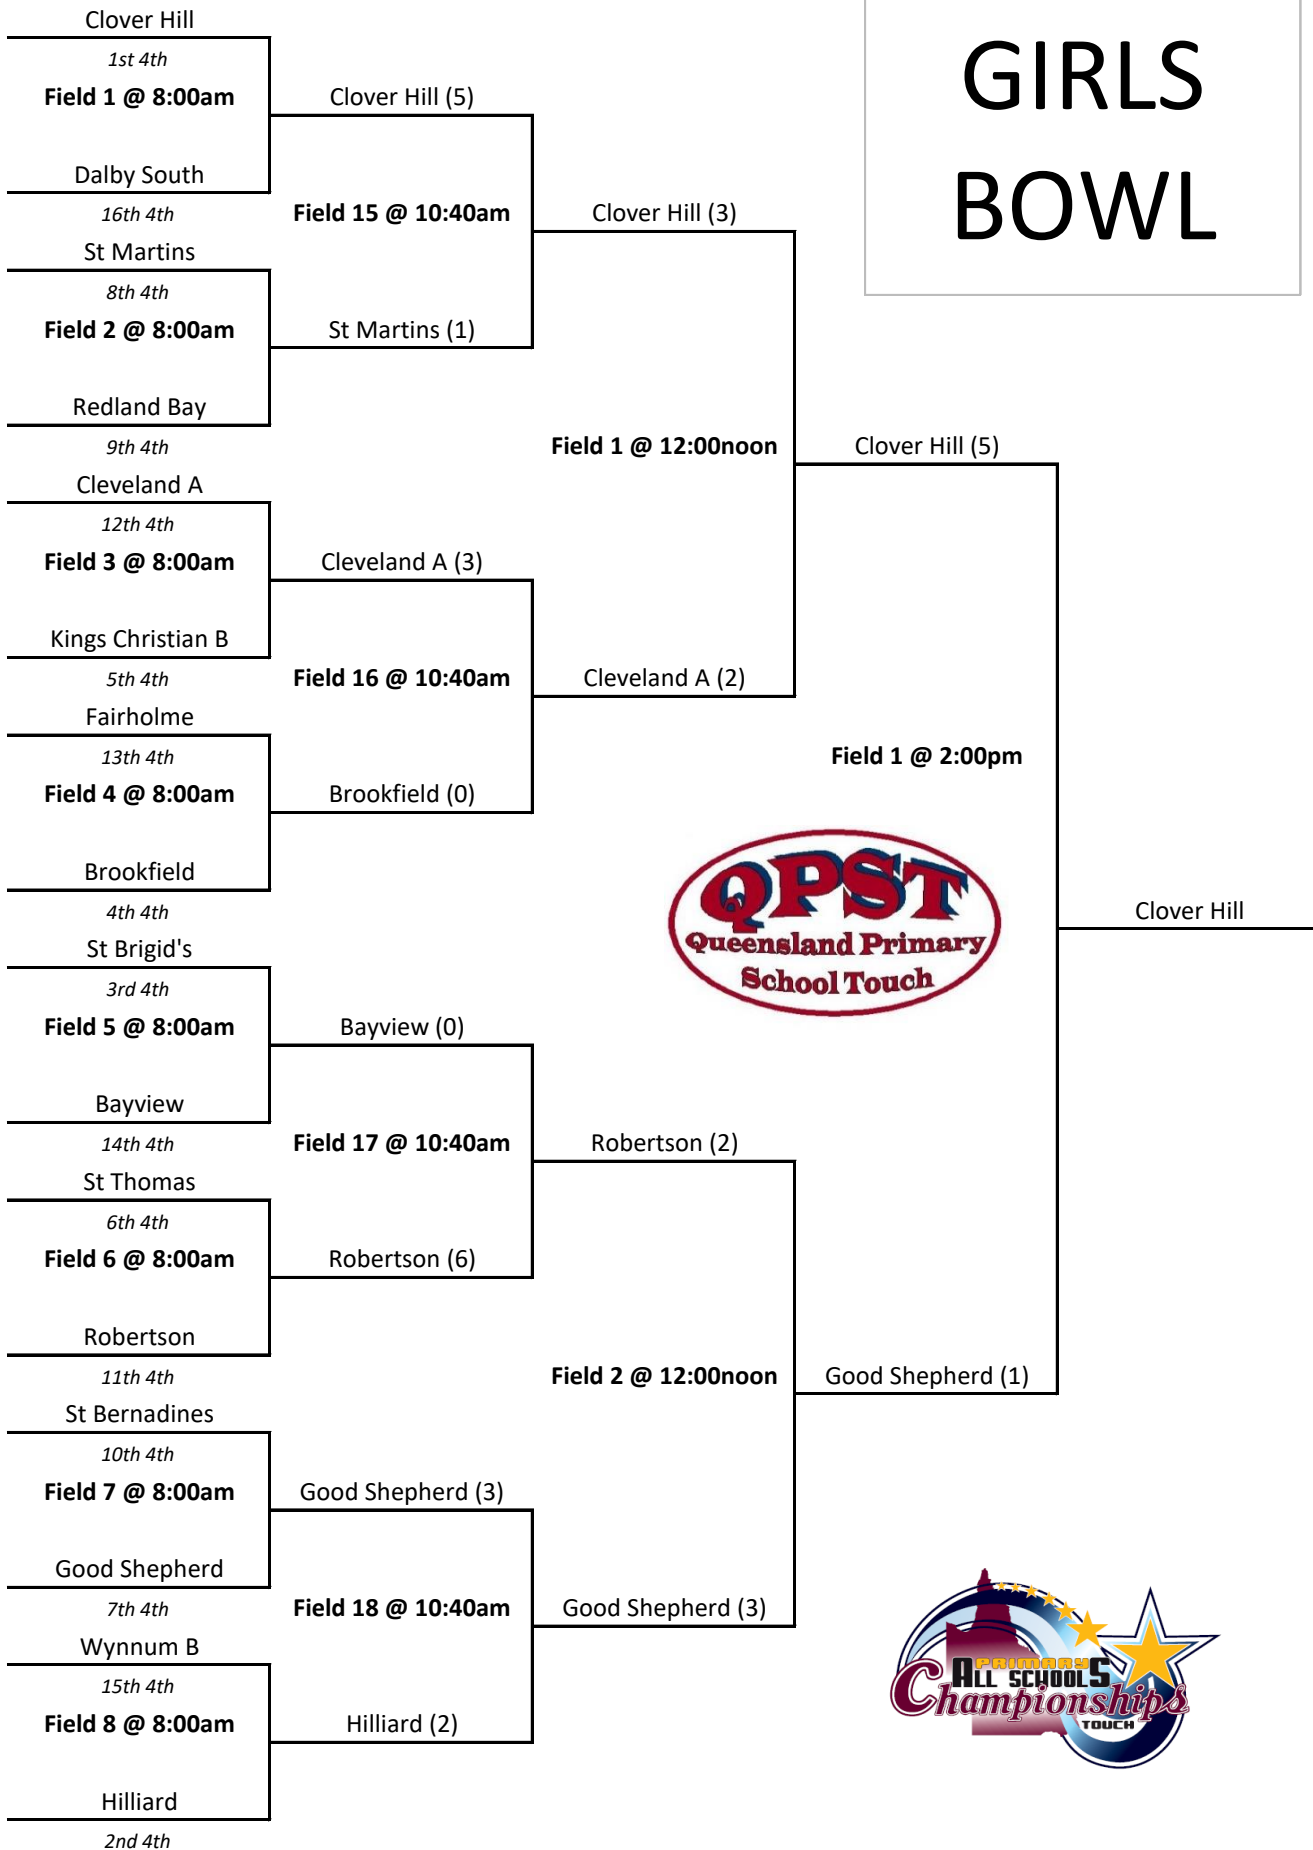 GIRLS
BOWL
Clover Hill
1st 4th
Field 1 @ 8:00am
Clover Hill (5)
Dalby South
16th 4th
Field 15 @ 10:40am
Clover Hill (3)
St Martins
8th 4th
Field 2 @ 8:00am
St Martins (1)
Redland Bay
9th 4th
Field 1 @ 12:00noon
Clover Hill (5)
Cleveland A
12th 4th
Field 3 @ 8:00am
Cleveland A (3)
Kings Christian B
5th 4th
Field 16 @ 10:40am
Cleveland A (2)
Fairholme
13th 4th
Field 1 @ 2:00pm
Field 4 @ 8:00am
Brookfield (0)
Brookfield
4th 4th
QPST
Queensland Primary
School Touch
Clover Hill
St Brigid's
3rd 4th
Field 5 @ 8:00am
Bayview (0)
Bayview
14th 4th
Field 17 @ 10:40am
Robertson (2)
St Thomas
6th 4th
Field 6 @ 8:00am
Robertson (6)
Robertson
11th 4th
Field 2 @ 12:00noon
Good Shepherd (1)
St Bernadines
10th 4th
Field 7 @ 8:00am
Good Shepherd (3)
Good Shepherd
7th 4th
Field 18 @ 10:40am
Good Shepherd (3)
Wynnum B
15th 4th
Field 8 @ 8:00am
Hilliard (2)
Hilliard
2nd 4th
PRIMARY
ALL SCHOOLS
Championships
TOUCH